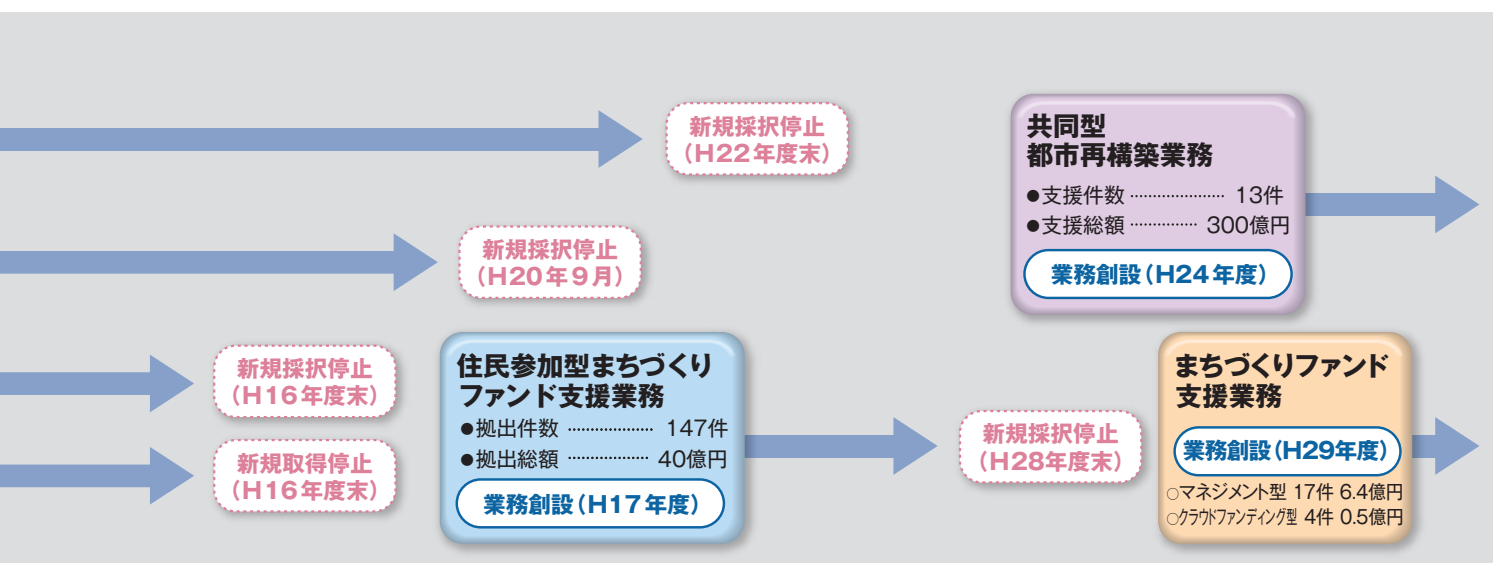 新規採択停止
(H22年度末)
共同型
都市再構築業務
●支援件数 ………………… 13件
●支援総額 …………… 300億円
業務創設(H24年度)
新規採択停止
(H20年9月)
新規採択停止
(H16年度末)
新規取得停止
(H16年度末)
住民参加型まちづくり
ファンド支援業務
●拠出件数 ……………… 147件
●拠出総額 ……………… 40億円
業務創設(H17年度)
新規採択停止
(H28年度末)
まちづくりファンド
支援業務
業務創設(H29年度)
○マネジメント型 17件 6.4億円
○クラウドファンディング型 4件 0.5億円